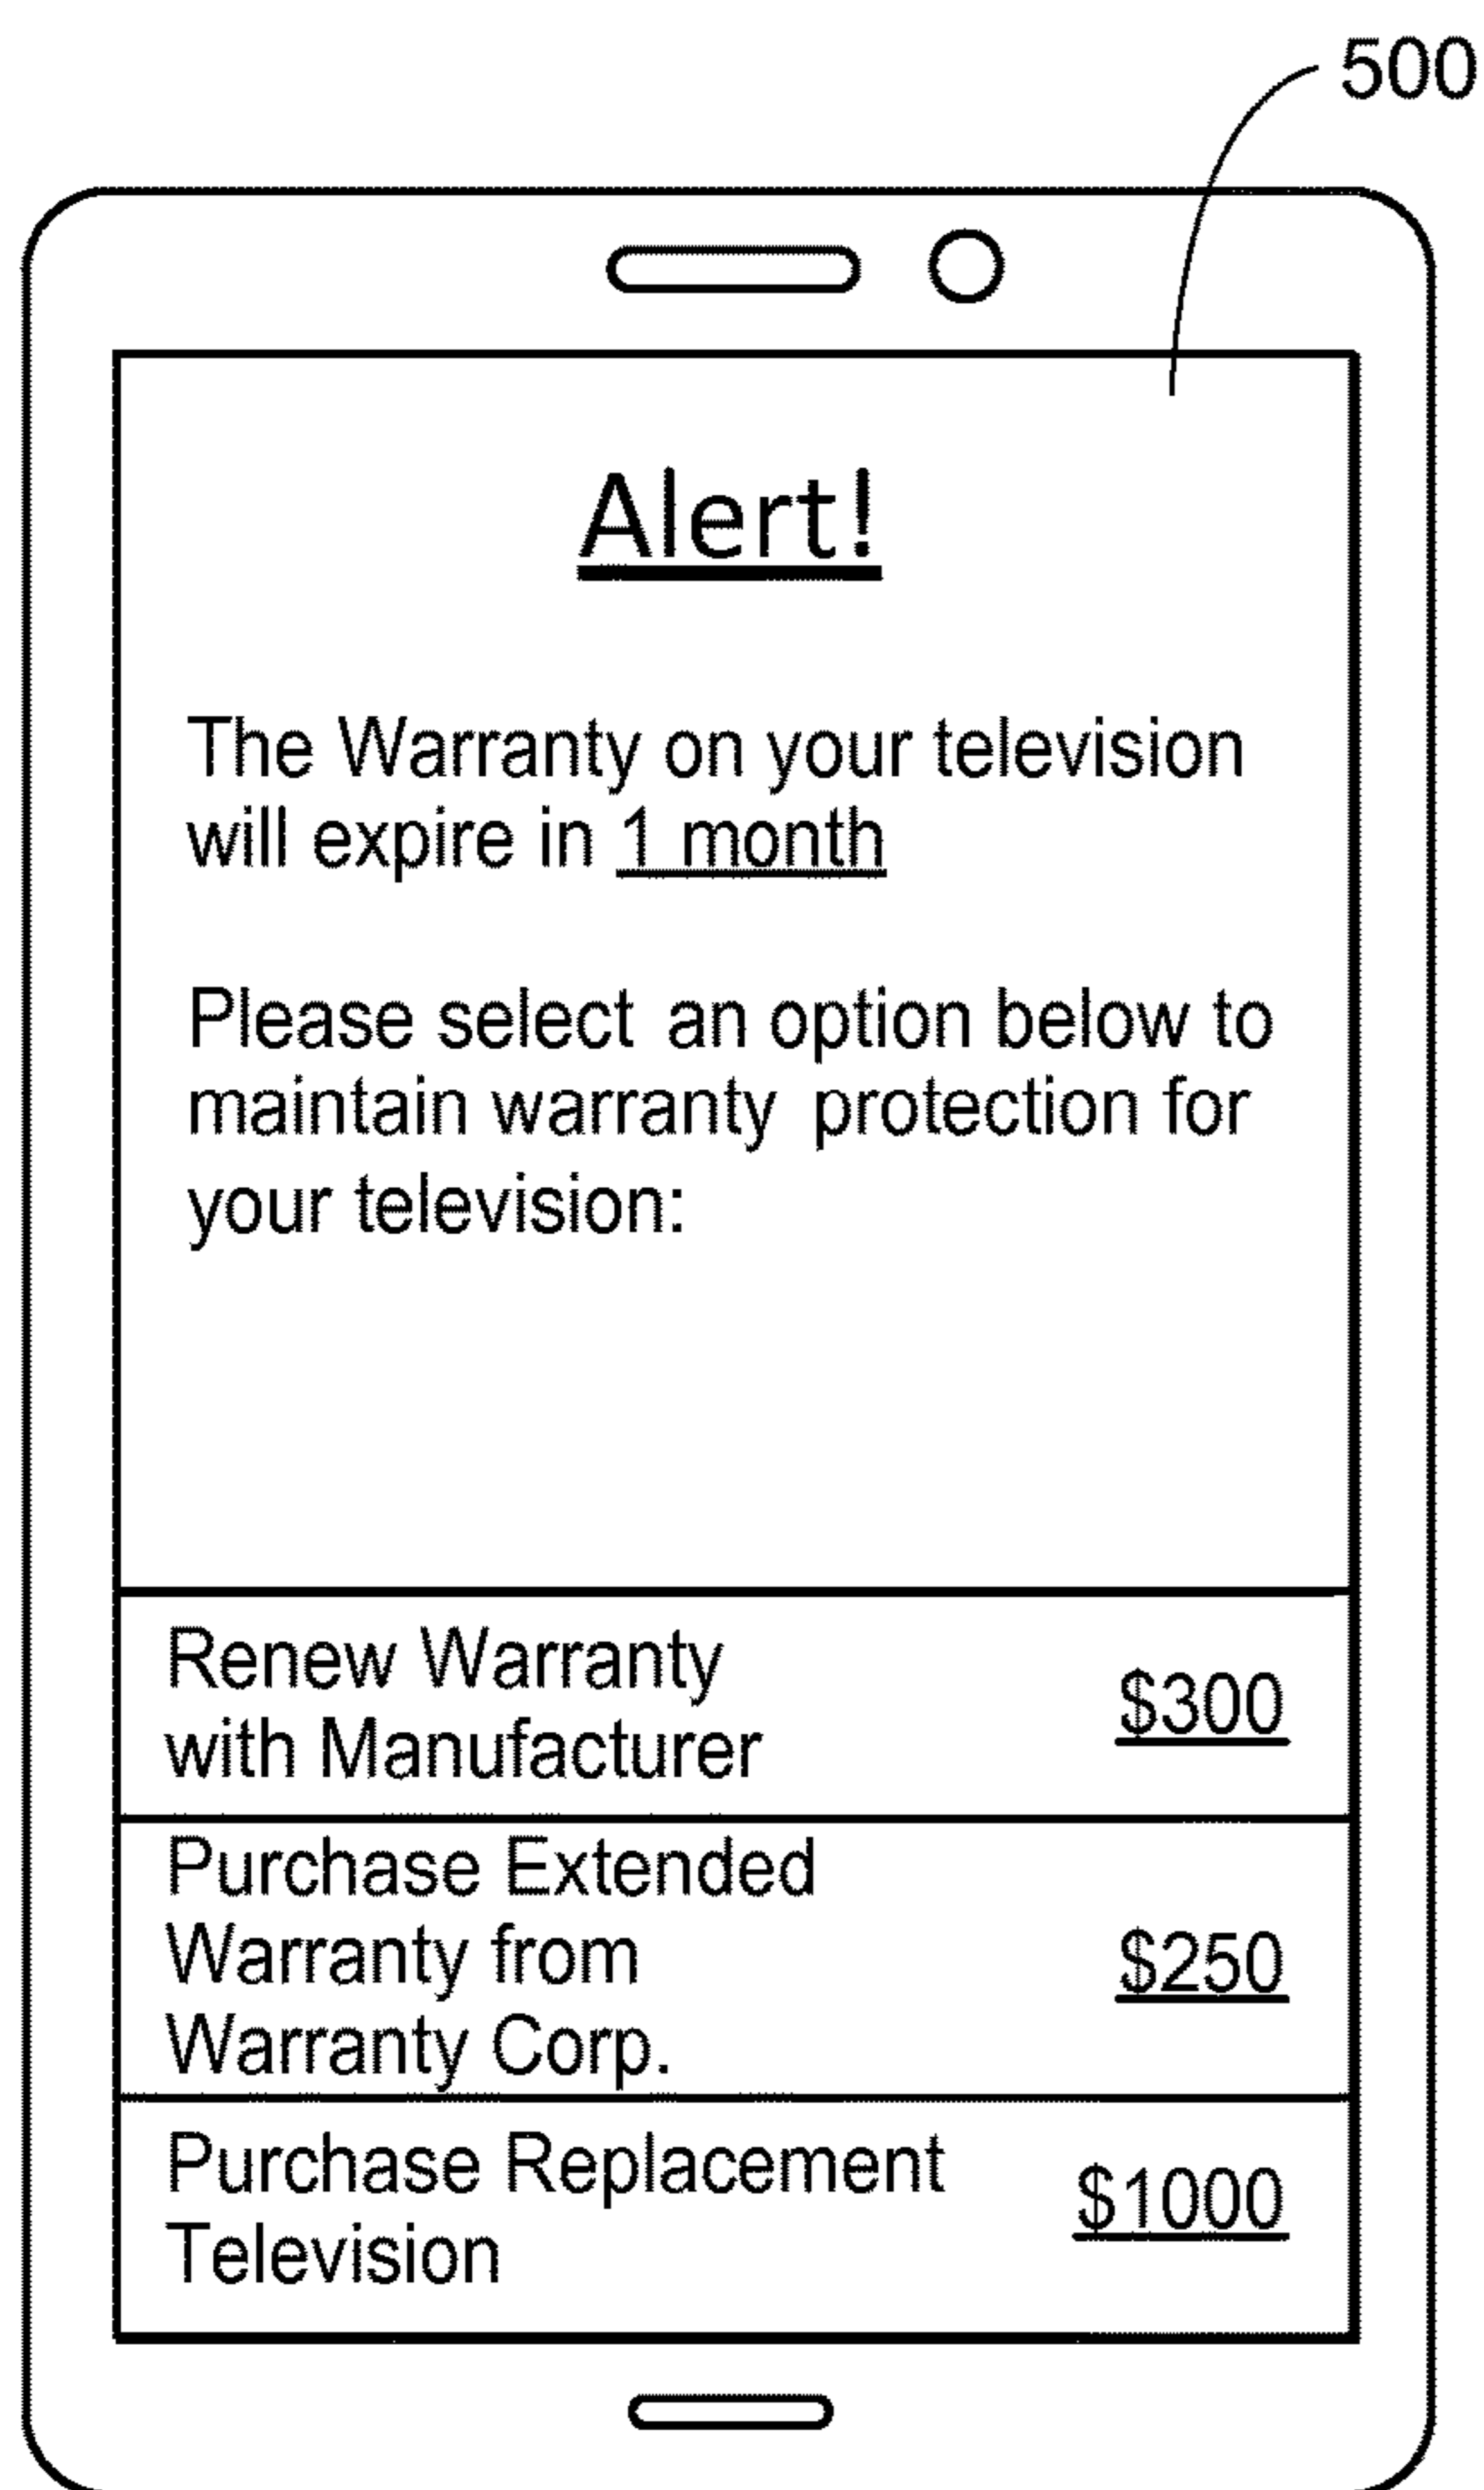 500
Alert!
The Warranty on your television
will expire in 1 month
Please select an option below to
maintain warranty protection for
your television:
Renew Warranty
with Manufacturer
$300
Purchase Extended
Warranty from
Warranty Corp.
$250
Purchase Replacement
Television
$1000